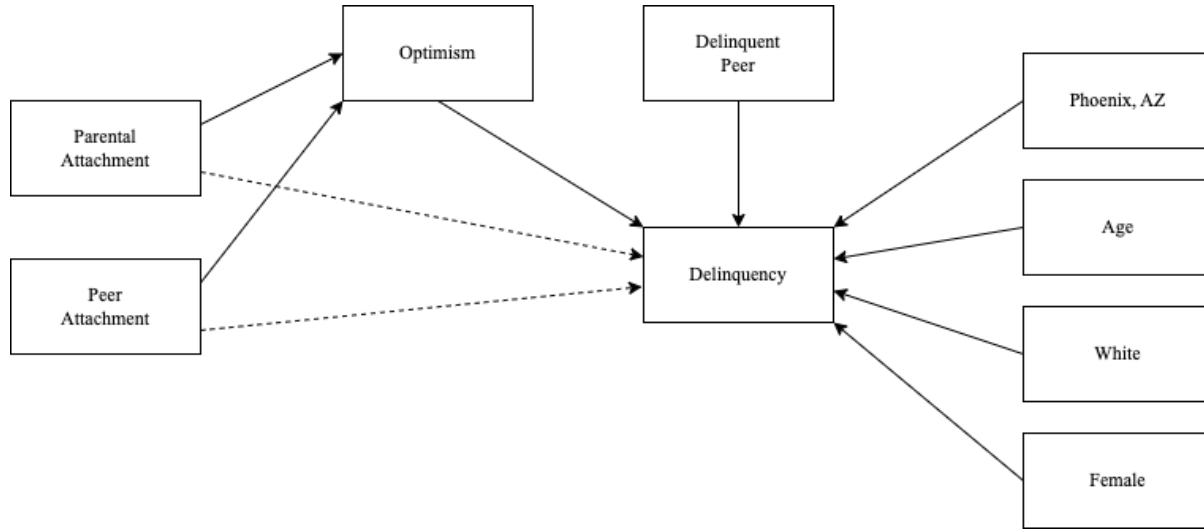 Optimism
Delinquent
Peer
Phoenix, AZ
Parental
Attachment
Age
Peer
Attachment
Delinquency
White
Female